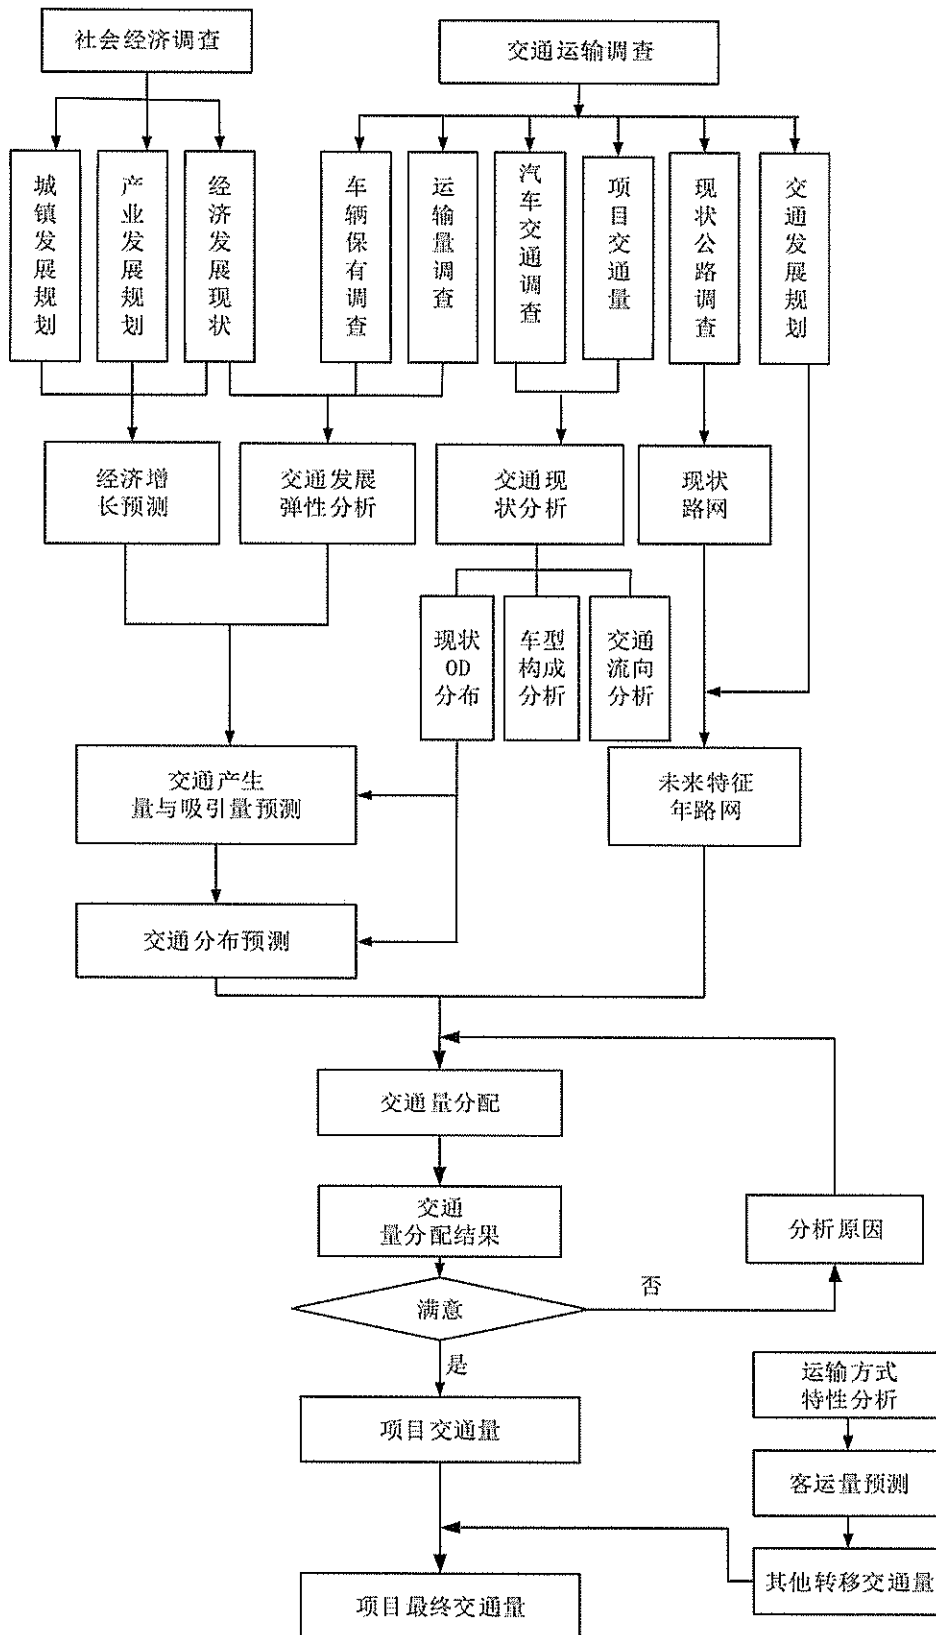 社会经济调查
交通运输调查
城镇发展规划
产业发展规划
经济发展现状
车辆保有调查
运输量调查
汽车交通调查
项目交通量
现状公路调查
交通发展规划
经济增
长预测
交通发展
弹性分析
交通现
状分析
现状
路网
现状
OD
分布
车型
构成
分析
交通
流向
分析
交通产生
量与吸引量预测
未来特征
年路网
交通分布预测
交通量分配
交通
量分配结果
分析原因
满意
否
是
运输方式
特性分析
项目交通量
客运量预测
其他转移交通量
项目最终交通量